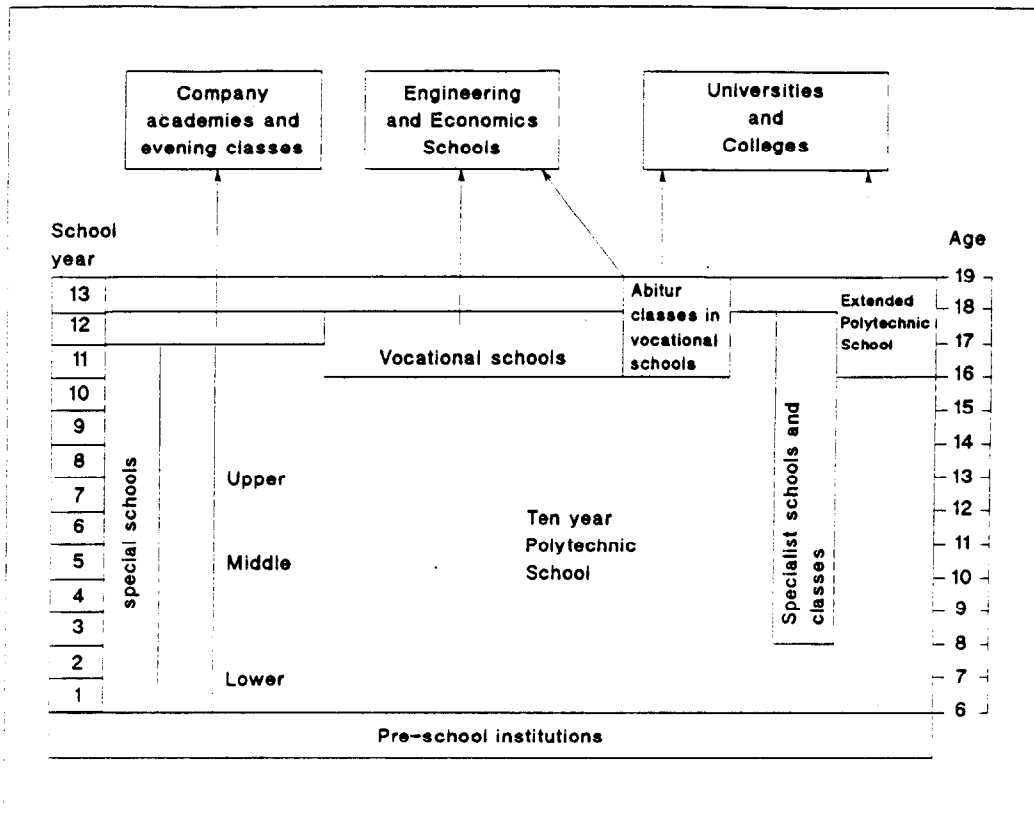 Company
academies and
evening classes
Engineering
and Economics
Schools
Universities
and
Colleges
School
year
Age
13
12
11
10
9
8
7
6
5
4
3
2
1
19
18
17
16
15
14
13
12
11
10
9
8
7
6
Abitur
classes in
vocational
schools
Extended
Polytechnic
School
Vocational schools
special schools
Upper
Middle
Lower
Ten year
Polytechnic
School
Specialist schools and
classes
Pre-school institutions